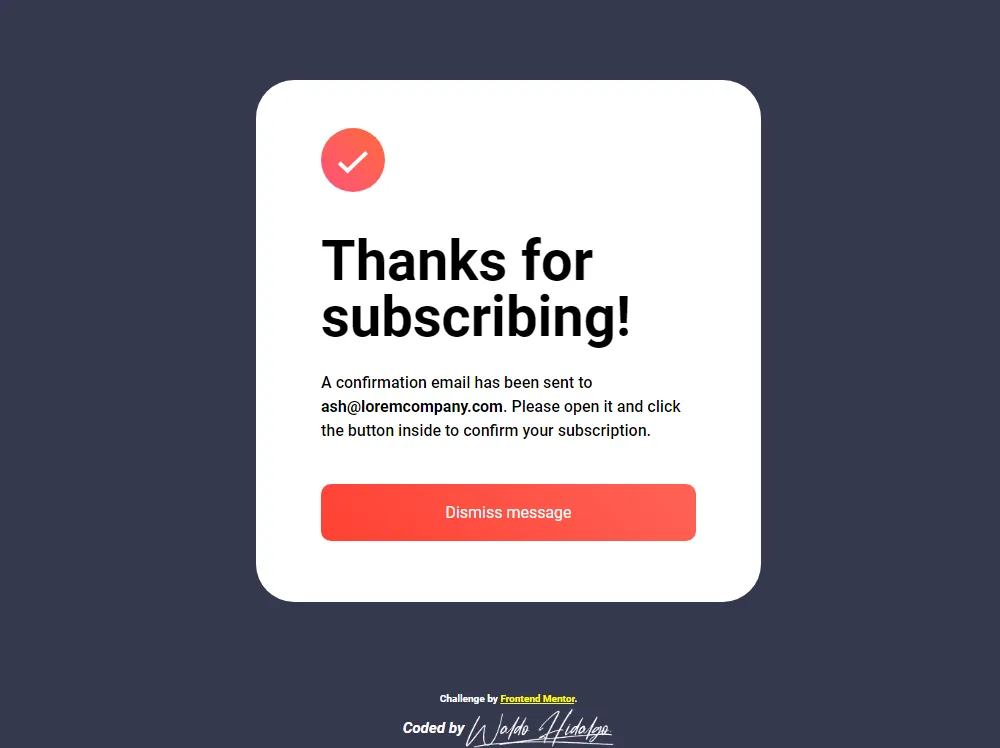 Thanks for
subscribing!
A confirmation email has been sent to
ash@loremcompany.com. Please open it and click
the button inside to confirm your subscription.
Dismiss message
Challenge by Frontend Mentor.
Coded by Waldo Hidalgo